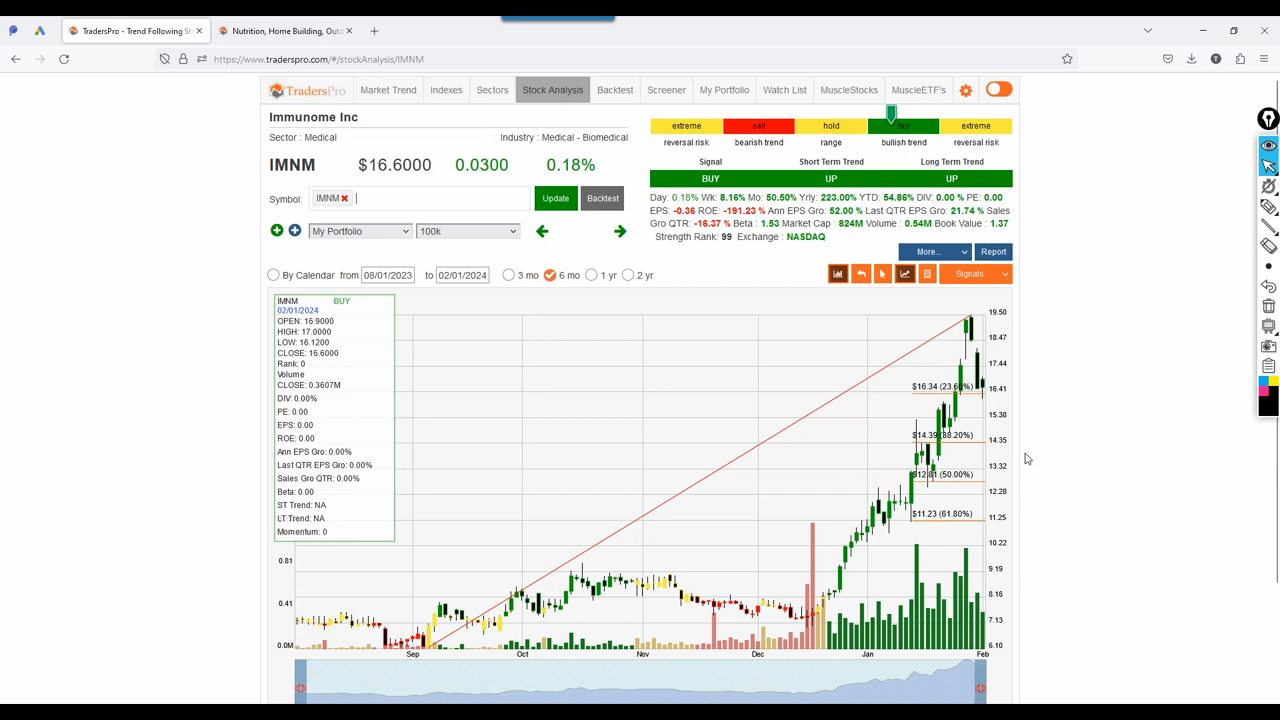 TradersPro - Trend Following St
Nutrition, Home Building, Outd
https://www.traderspro.com/#/stockAnalysis/IMNM
TradersPro
Market Trend
Indexes
Sectors
Stock Analysis
Backtest
Screener
My Portfolio
Watch List
MuscleStocks
MuscleETF's
Immunome Inc
Sector : Medical
Industry : Medical - Biomedical
extreme
sell
hold
buy
extreme
reversal risk
bearish trend
range
bullish trend
reversal risk
IMNM $16.6000 0.0300 0.18%
Signal
Short Term Trend
Long Term Trend
BUY
UP
UP
Symbol:
IMNM
Update
Backtest
Day: 0.18% Wk: 8.16% Mo: 50.50% Yrly: 223.00% YTD: 54.86% DIV: 0.00 % PE: 0.00
EPS: -0.36 ROE: -191.23 % Ann EPS Gro: 52.00 % Last QTR EPS Gro: 21.74 % Sales
Gro QTR: -16.37 % Beta : 1.53 Market Cap : 824M Volume : 0.54M Book Value : 1.37
Strength Rank: 99 Exchange : NASDAQ
My Portfolio
100k
More...
Report
By Calendar from 08/01/2023 to 02/01/2024
3 mo
6 mo
1 yr
2 yr
Signals
IMNM BUY
02/01/2024
OPEN: 16.9000
HIGH: 17.0000
LOW: 16.1200
CLOSE: 16.6000
Rank: 0
Volume
CLOSE: 0.3607M
DIV: 0.00%
PE: 0.00
EPS: 0.00
ROE: 0.00
Ann EPS Gro: 0.00%
Last QTR EPS Gro: 0.00%
Sales Gro QTR: 0.00%
Beta: 0.00
ST Trend: NA
LT Trend: NA
Momentum: 0
19.50
18.47
17.44
16.41
15.38
14.35
13.32
12.28
11.25
10.22
9.19
8.16
7.13
6.10
$16.34 (23.60%)
$14.39(38.20%)
$12.81 (50.00%)
$11.23 (61.80%)
0.81
0.41
0.0M
Sep
Oct
Nov
Dec
Jan
Feb